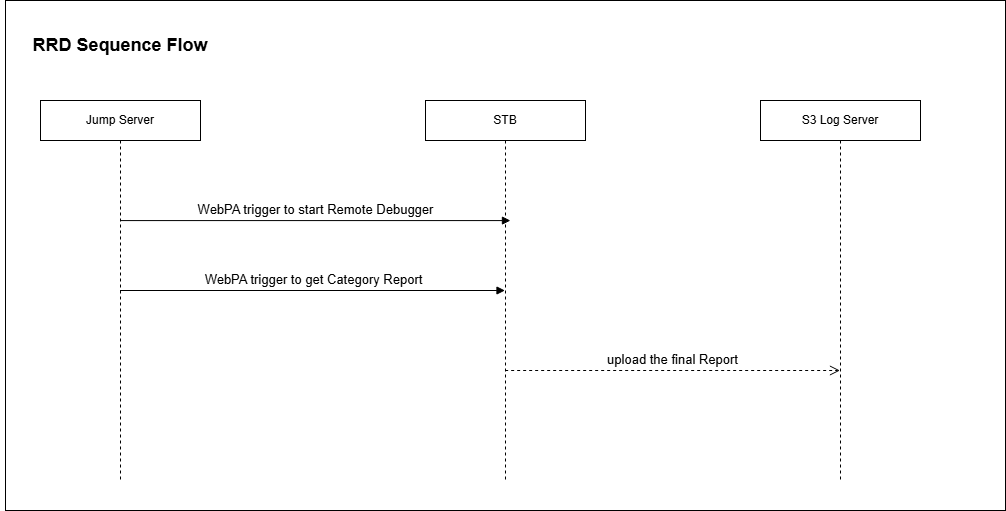 RRD Sequence Flow
Jump Server
STB
S3 Log Server
WebPA trigger to start Remote Debugger
WebPA trigger to get Category Report
upload the final Report